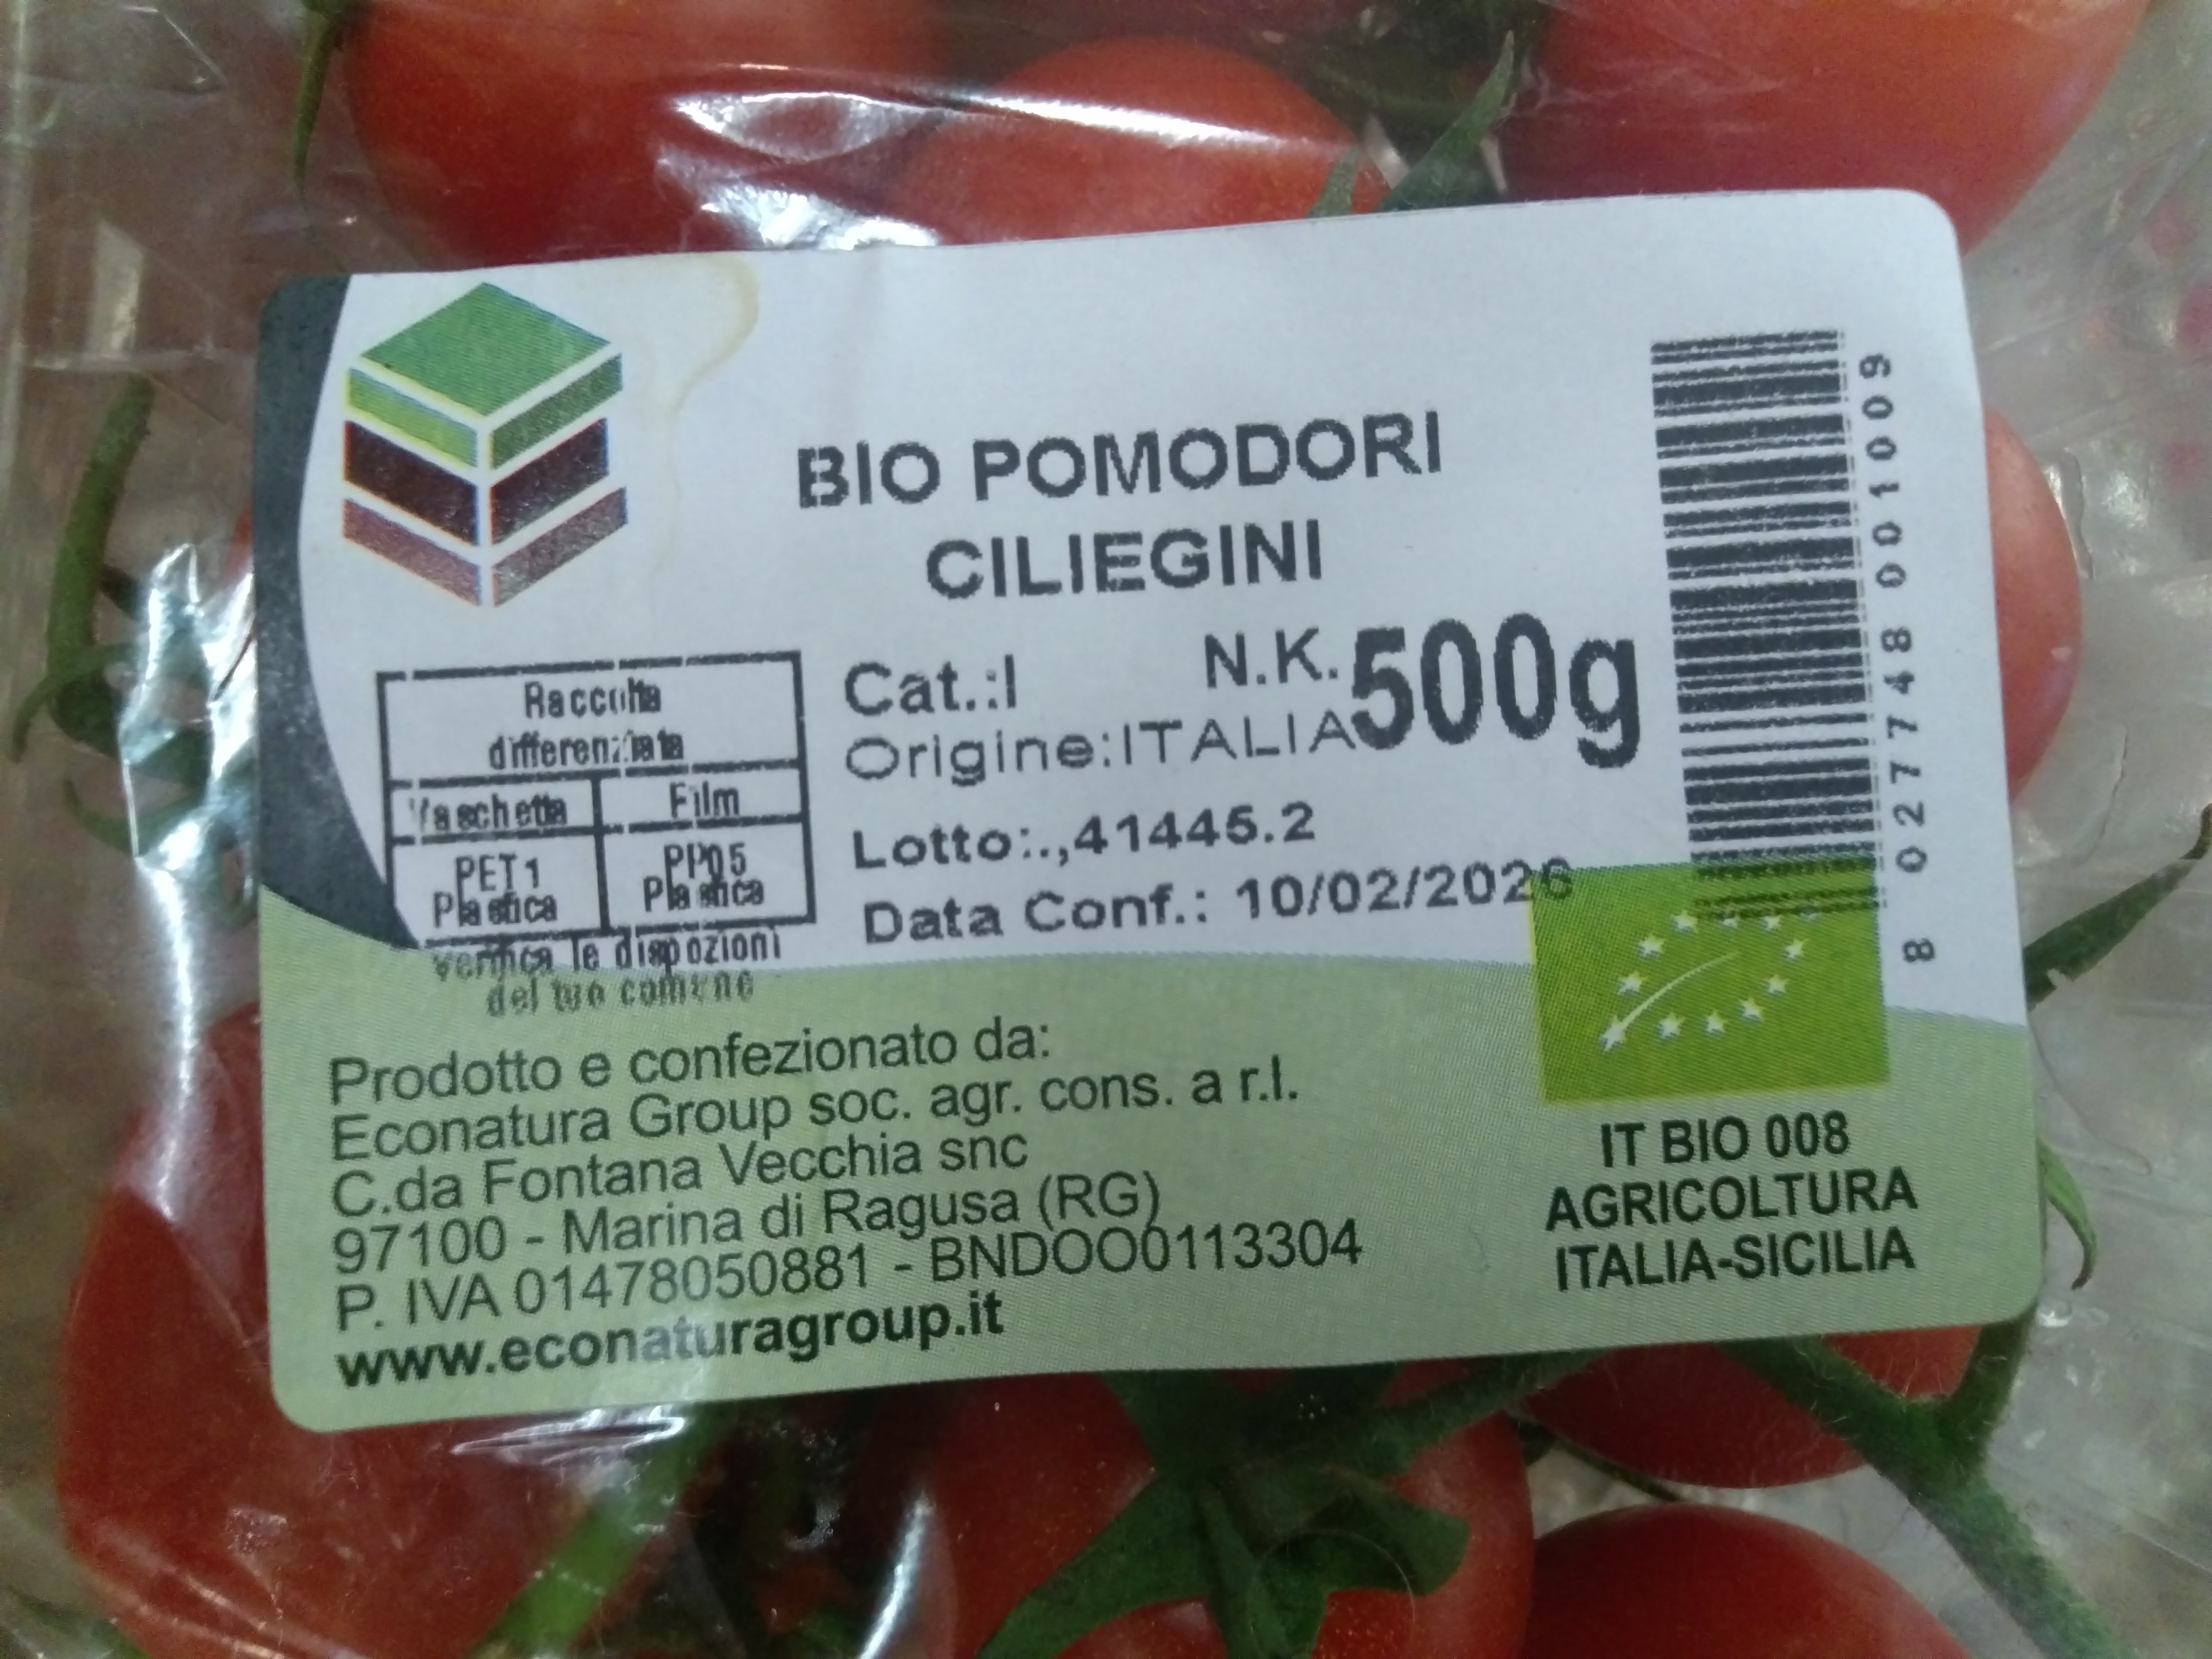 BIO POMODORI
CILIEGINI
Cat.:I
N.K.500g
Origine:ITALIA
Lotto:.,41445.2
Data Conf.: 10/02/2026
Raccolta
differenziata
Vaschetta Film
PET 1 PP05
Plastica Plastica
verifica le dispozioni
del tuo comune
8 027748 001009
Prodotto e confezionato da:
Econatura Group soc. agr. cons. a r.l.
C.da Fontana Vecchia snc
97100 - Marina di Ragusa (RG)
P. IVA 01478050881 - BNDOO0113304
www.econaturagroup.it
IT BIO 008
AGRICOLTURA
ITALIA-SICILIA